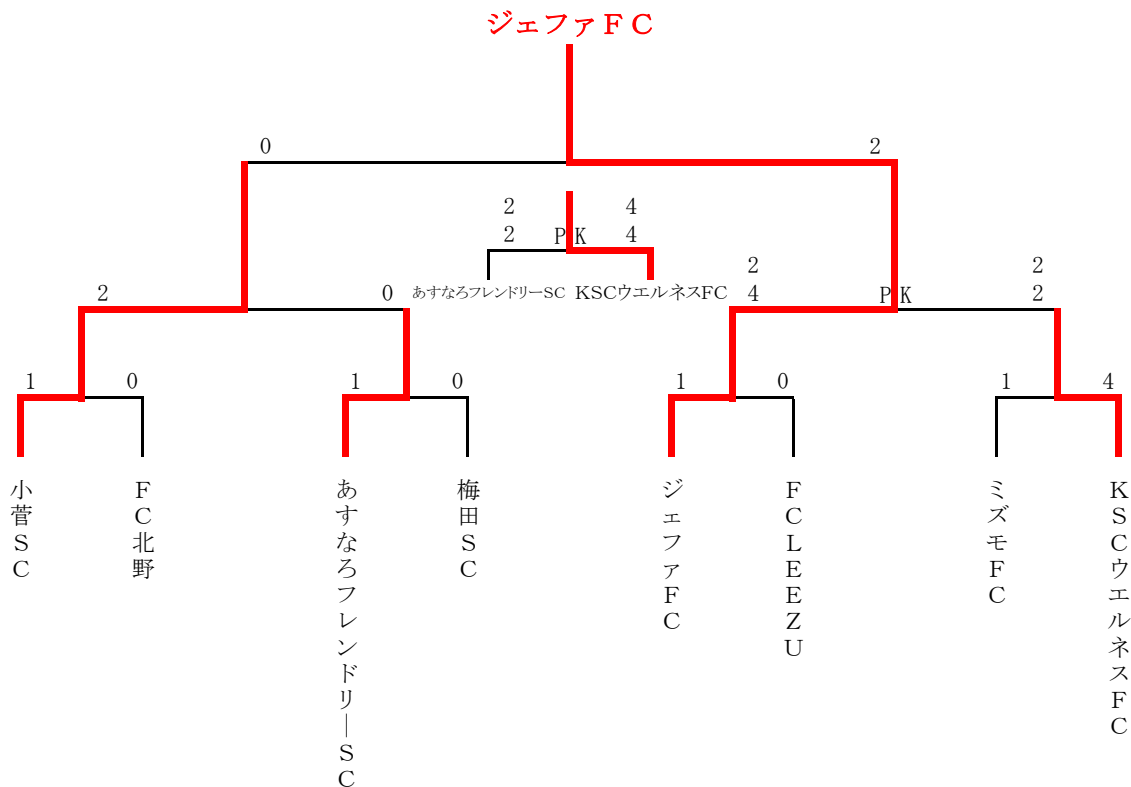 ジェファＦＣ
0 2
2 4
2 PK 4
2 2
あすなろフレンドリーSC KSCウエルネスFC
2 0 4 PK 2
1 0 1 0 1 0 1 4
小菅ＳＣ
ＦＣ北野
あすなろフレンドリーＳＣ
梅田ＳＣ
ジェファＦＣ
ＦＣＬＥＥＺＵ
ミズモＦＣ
ＫＳＣウエルネスＦＣ